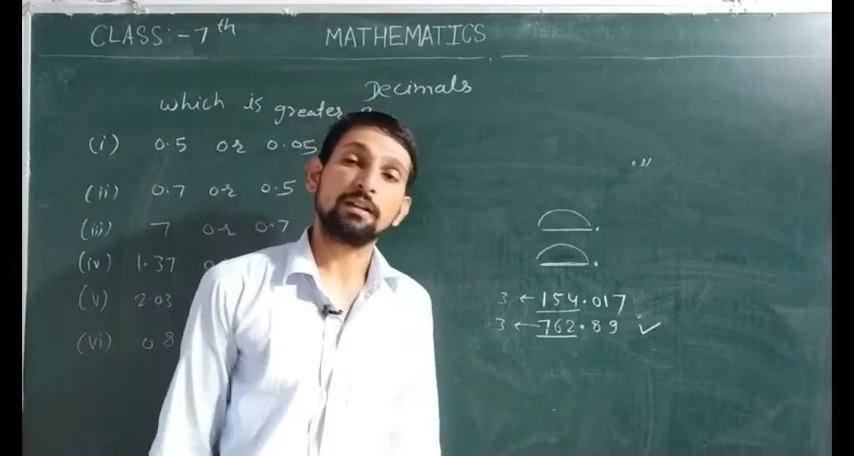 CLASS:-7th MATHEMATICS
Decimals
which is greater
(i) 0.5 or 0.05
(ii) 0.7 or 0.5
(iii) 7 or 0.7
(iv) 1.37
(v) 2.03
(vi) 0 8
3 ← 154.017
3 ← 762.89 ✓